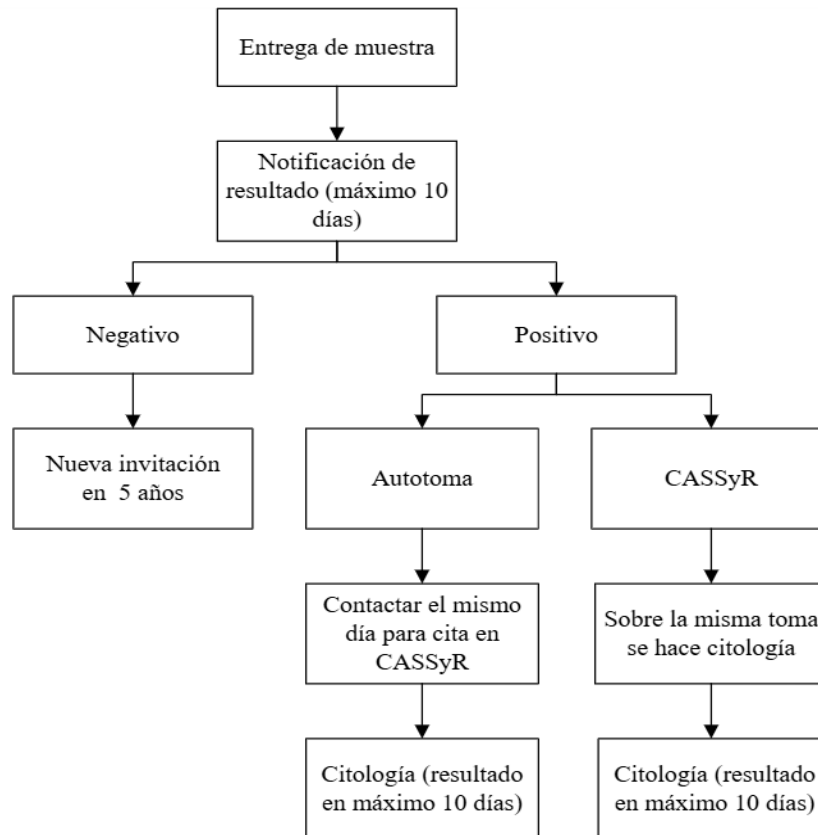 Entrega de muestra
Notificación de
resultado (máximo 10
días)
Negativo
Positivo
Nueva invitación
en 5 años
Autotoma
CASSyR
Contactar el mismo
día para cita en
CASSyR
Sobre la misma toma
se hace citología
Citología (resultado
en máximo 10 días)
Citología (resultado
en máximo 10 días)